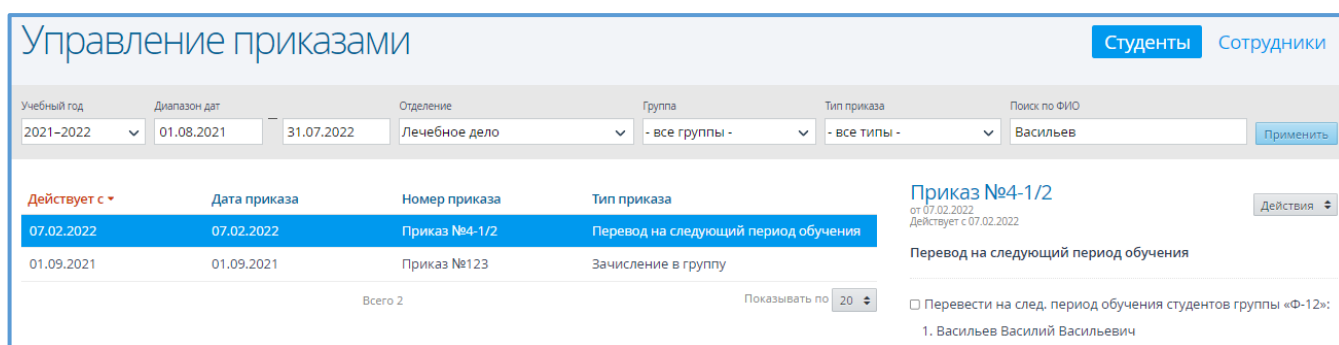 Управление приказами
Студенты Сотрудники
Учебный год Диапазон дат Отделение Группа Тип приказа Поиск по ФИО
2021–2022 01.08.2021 — 31.07.2022 Лечебное дело - все группы - - все типы - Васильев Применить
Действует с Дата приказа Номер приказа Тип приказа
07.02.2022 07.02.2022 Приказ №4-1/2 Перевод на следующий период обучения
01.09.2021 01.09.2021 Приказ №123 Зачисление в группу
Всего 2 Показывать по 20
Приказ №4-1/2
от 07.02.2022
Действует с 07.02.2022
Действия
Перевод на следующий период обучения
Перевести на след. период обучения студентов группы «Ф-12»:
1. Васильев Василий Васильевич